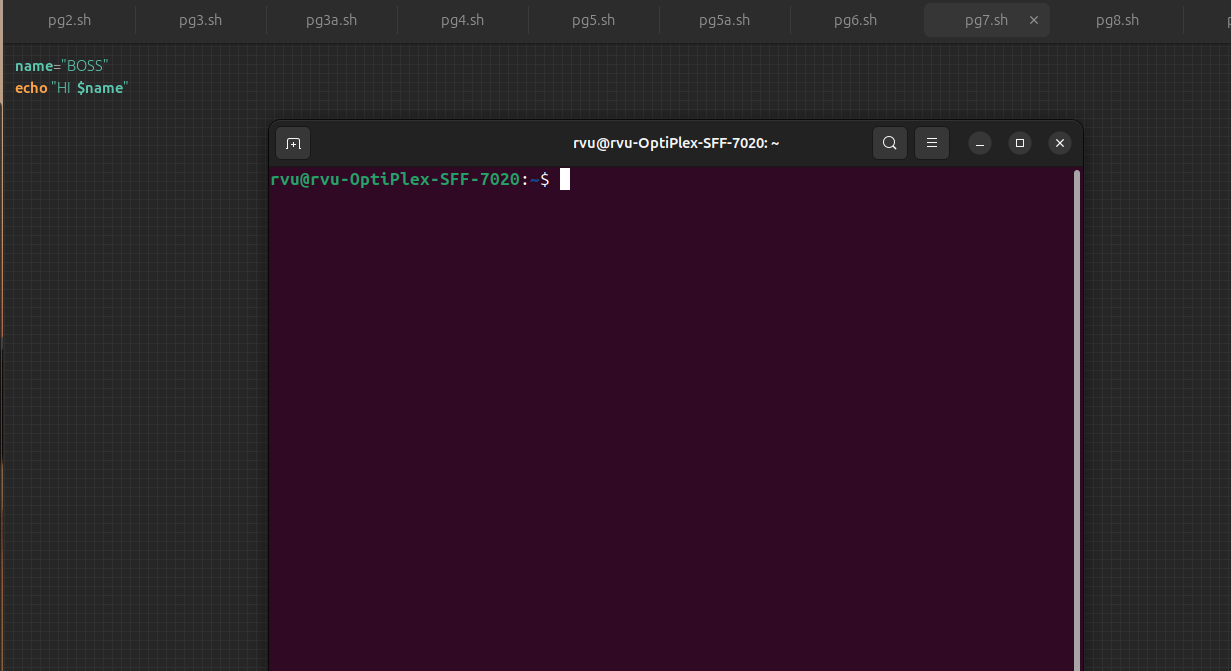 pg2.sh pg3.sh pg3a.sh pg4.sh pg5.sh pg5a.sh pg6.sh pg7.sh pg8.sh
name="BOSS"
echo "HI $name"
rvu@rvu-OptiPlex-SFF-7020: ~
rvu@rvu-OptiPlex-SFF-7020:~$